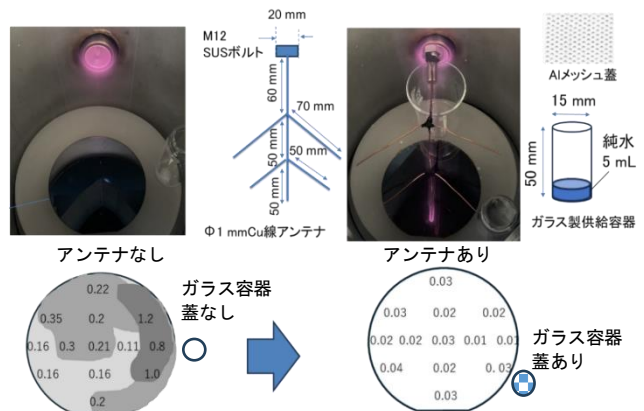 20 mm
M12
SUSボルト
60 mm
70 mm
50 mm
50 mm
50 mm
Φ1 mmCu線アンテナ
Alメッシュ蓋
15 mm
50 mm
純水
5 mL
ガラス製供給容器
アンテナなし
アンテナあり
0.22
0.35 0.2 1.2
0.16 0.3 0.21 0.11 0.8
0.16 0.16 1.0
0.2
ガラス容器
蓋なし
0.03
0.03 0.02 0.02
0.02 0.02 0.03 0.01 0.01
0.04 0.02 0.03
0.03
ガラス容器
蓋あり